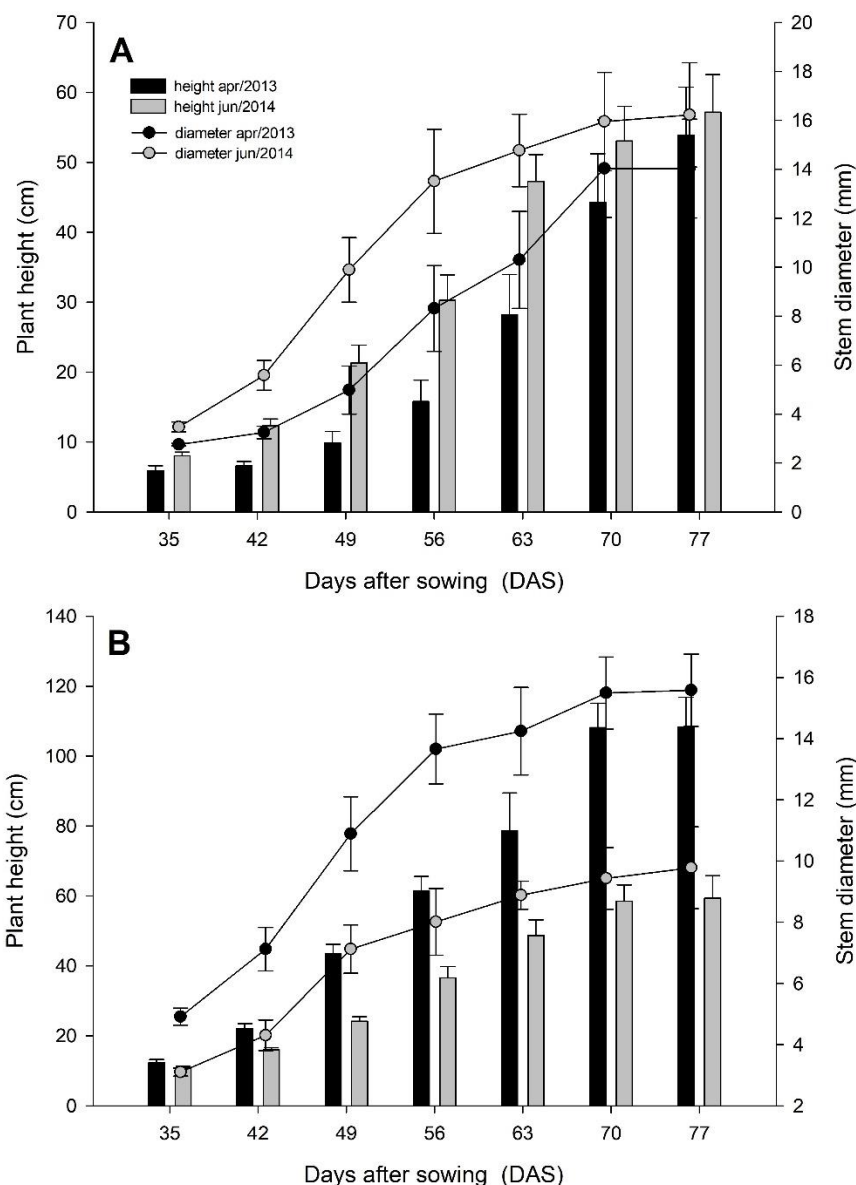 A
height apr/2013
height jun/2014
diameter apr/2013
diameter jun/2014
Plant height (cm)
70
60
50
40
30
20
10
0
Stem diameter (mm)
20
18
16
14
12
10
8
6
4
2
0
35 42 49 56 63 70 77
Days after sowing (DAS)
B
Plant height (cm)
140
120
100
80
60
40
20
0
Stem diameter (mm)
18
16
14
12
10
8
6
4
2
35 42 49 56 63 70 77
Days after sowing (DAS)